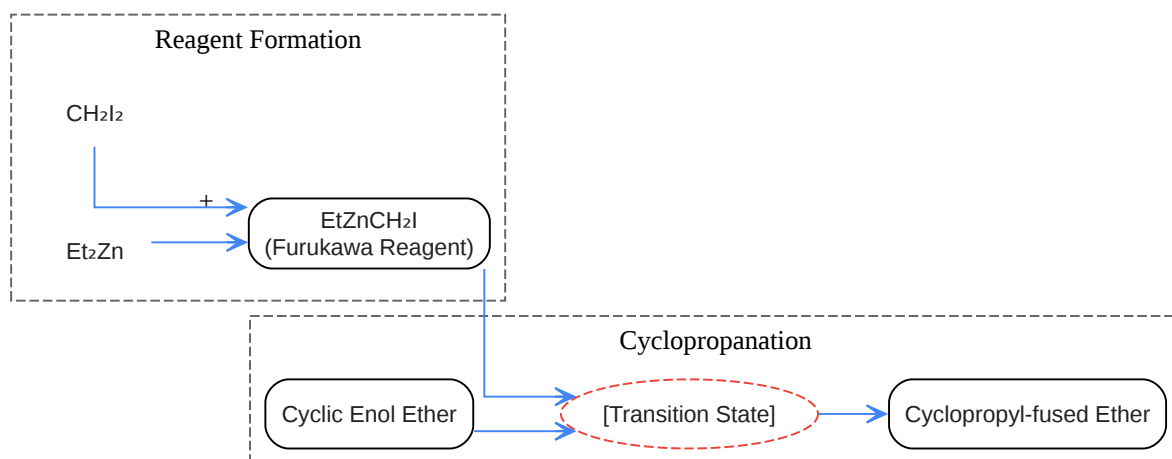 Reagent Formation
CH₂I₂
+
EtZnCH₂I
(Furukawa Reagent)
Et₂Zn
Cyclopropanation
Cyclic Enol Ether
[Transition State]
Cyclopropyl-fused Ether